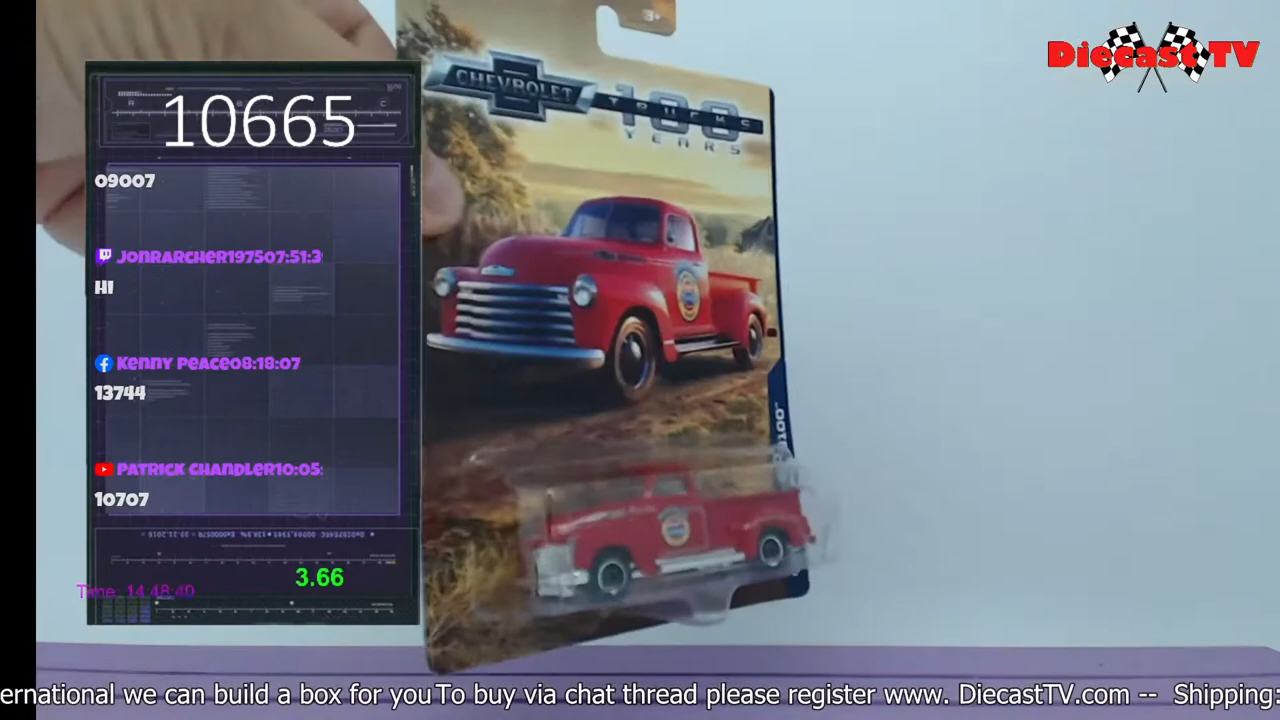 3+
CHEVROLET
TRUCKS
100
YEARS
DiecastTV
10665
09007
JONRARCHER197507:51:3
HI
KENNY PEACE08:18:07
13744
PATRICK CHANDLER10:05:
10707
3.66
Time: 14:48:40
3100
ernational we can build a box for you To buy via chat thread please register www. DiecastTV.com -- Shipping: